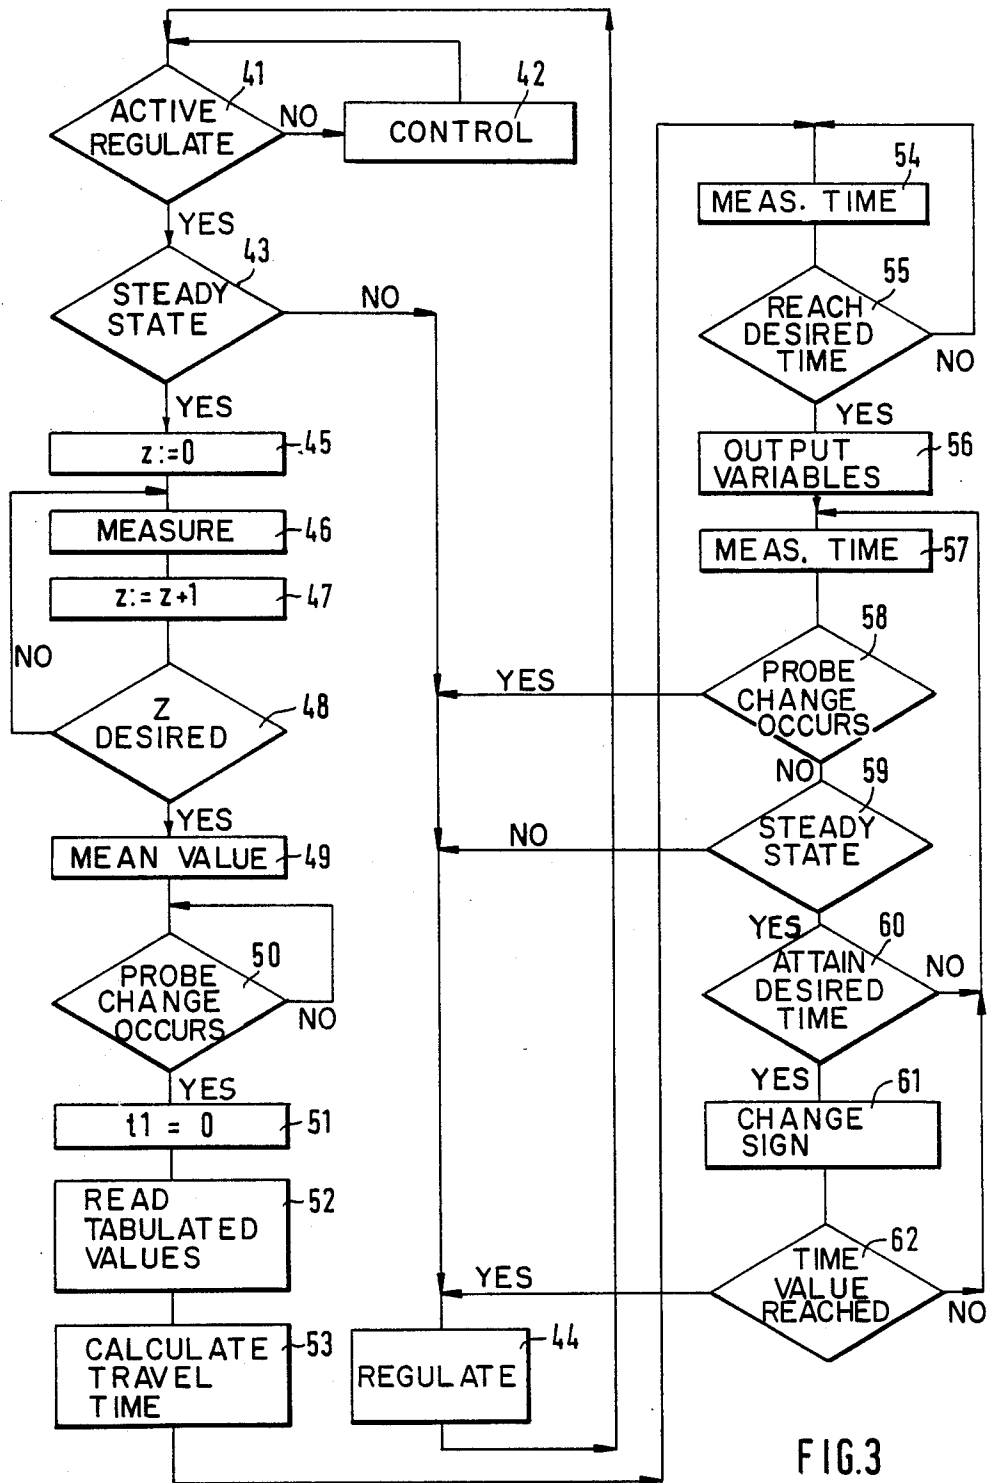 41
ACTIVE
REGULATE
NO
42
CONTROL
YES
43
STEADY
STATE
NO
YES
z:=0
45
MEASURE
46
z:=z+1
47
NO
Z
DESIRED
48
YES
MEAN VALUE
49
50
PROBE
CHANGE
OCCURS
NO
YES
t1 = 0
51
READ
TABULATED
VALUES
52
CALCULATE
TRAVEL
TIME
53
44
REGULATE
54
MEAS. TIME
55
REACH
DESIRED
TIME
NO
YES
OUTPUT
VARIABLES
56
MEAS. TIME
57
58
PROBE
CHANGE
OCCURS
YES
NO
59
STEADY
STATE
NO
YES
60
ATTAIN
DESIRED
TIME
NO
YES
61
CHANGE
SIGN
62
TIME
VALUE
REACHED
YES
NO
FIG.3